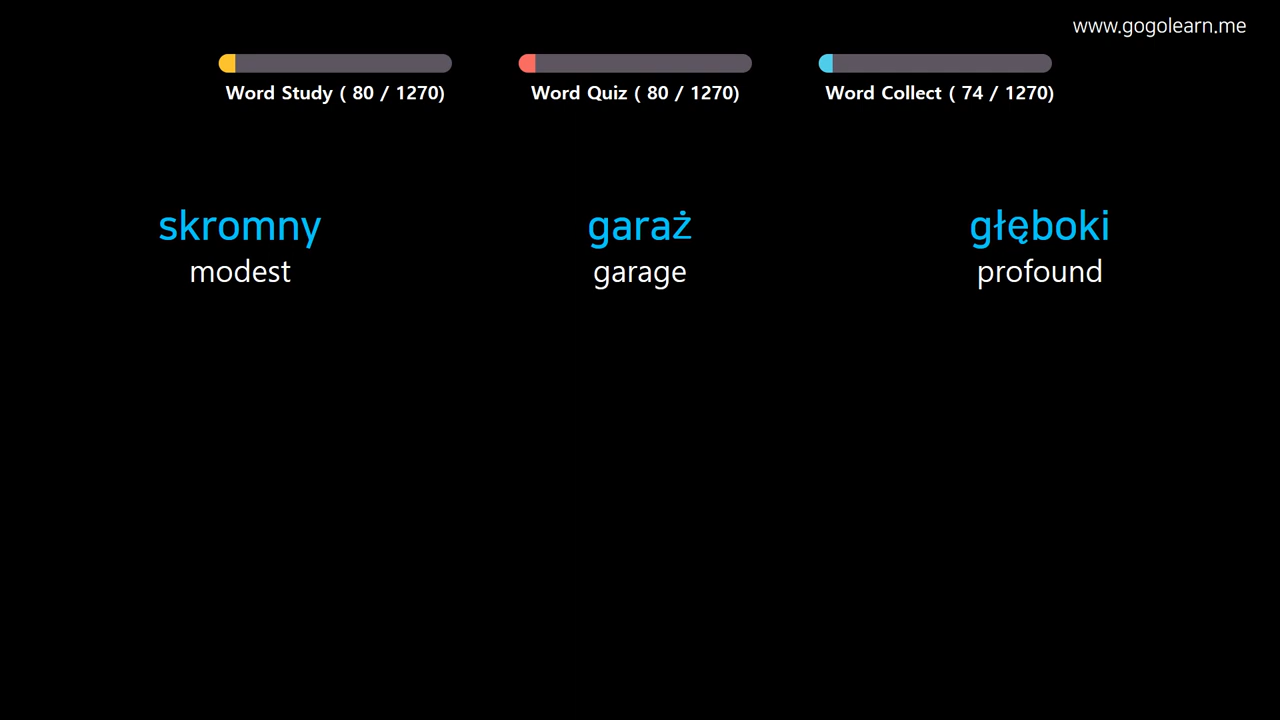 www.gogolearn.me
Word Study ( 80 / 1270)
Word Quiz ( 80 / 1270)
Word Collect ( 74 / 1270)
skromny
modest
garaż
garage
głęboki
profound